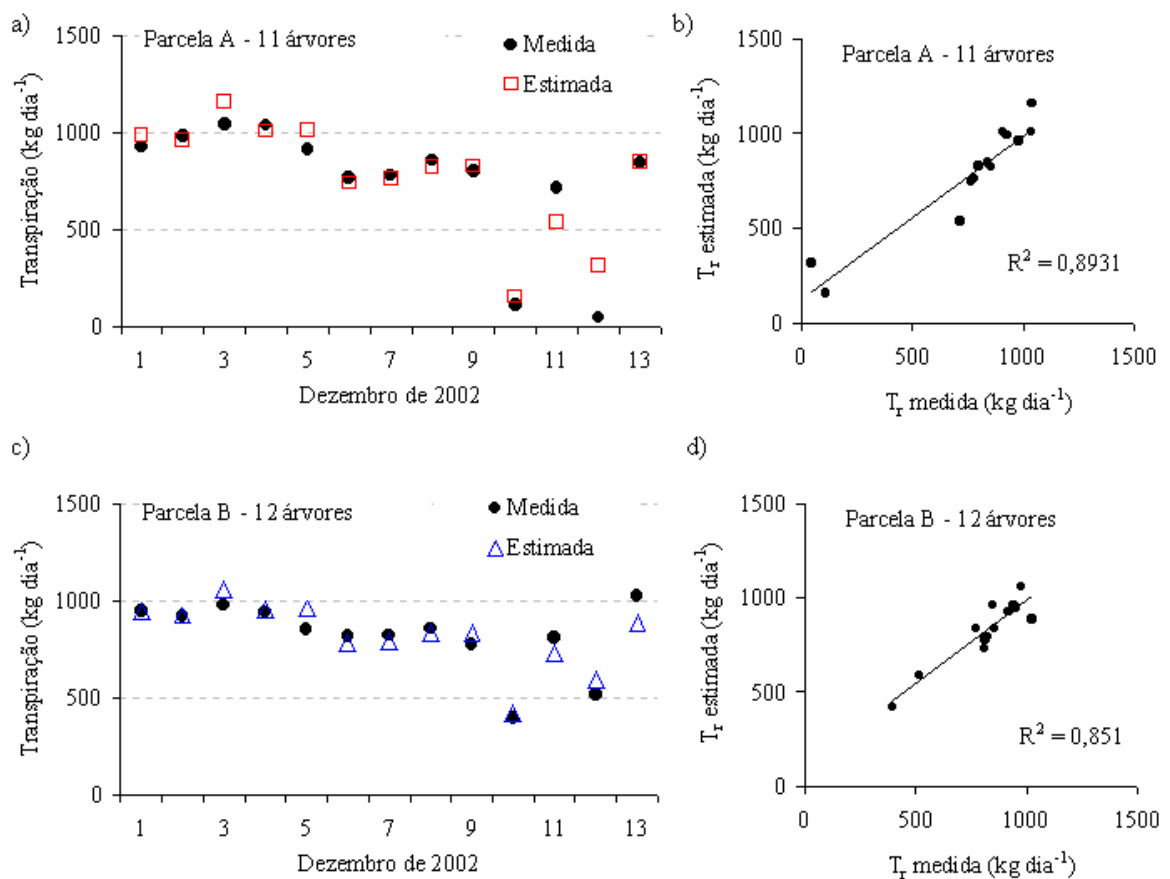 a)
Parcela A - 11 árvores
Medida
Estimada
Transpiração (kg dia-1)
1500
1000
500
0
1 3 5 7 9 11 13
Dezembro de 2002
b)
Parcela A - 11 árvores
Tr estimada (kg dia-1)
1500
1000
500
0
R2 = 0,8931
0 500 1000 1500
Tr medida (kg dia-1)
c)
Parcela B - 12 árvores
Medida
Estimada
Transpiração (kg dia-1)
1500
1000
500
0
1 3 5 7 9 11 13
Dezembro de 2002
d)
Parcela B - 12 árvores
Tr estimada (kg dia-1)
1500
1000
500
0
R2 = 0,851
0 500 1000 1500
Tr medida (kg dia-1)